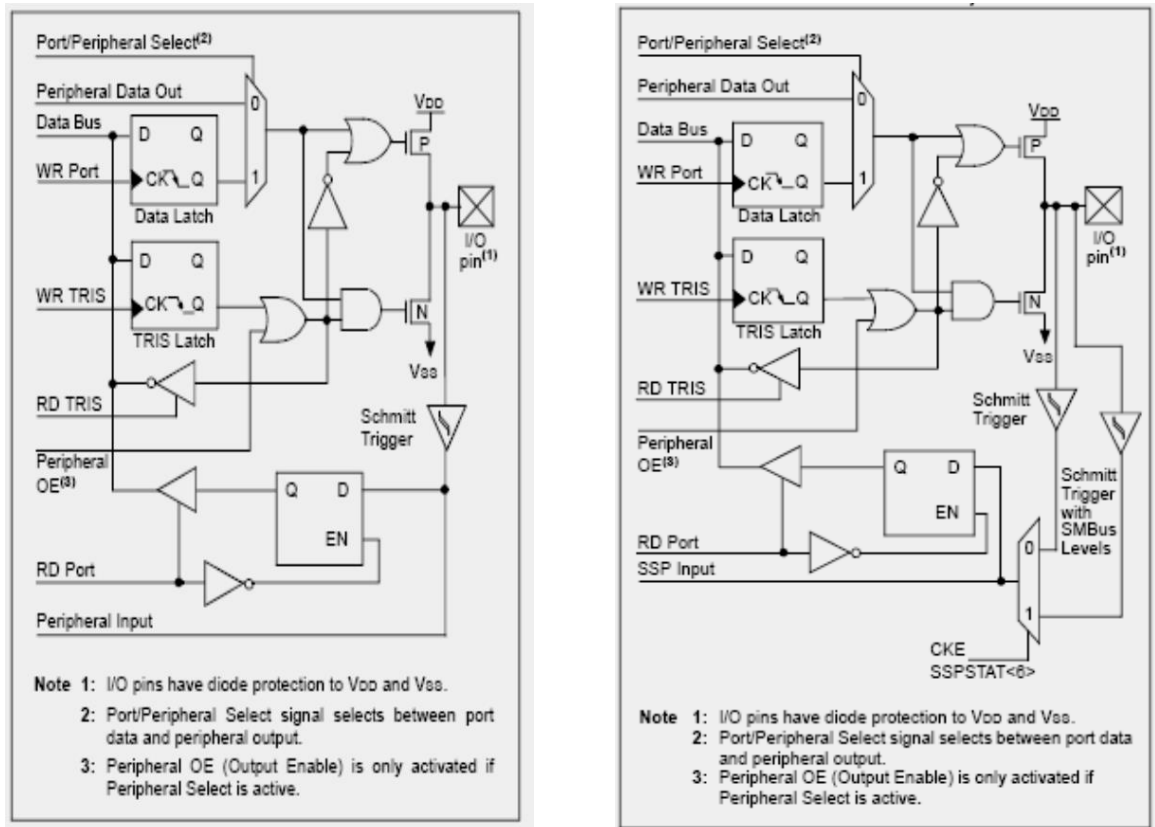 Port/Peripheral Select(2)
Peripheral Data Out
Data Bus
WR Port
D Q
CK Q
Data Latch
0
1
VDD
P
I/O
pin(1)
WR TRIS
D Q
CK Q
TRIS Latch
N
VSS
RD TRIS
Schmitt
Trigger
Peripheral
OE(3)
Q D
EN
RD Port
Peripheral Input
Note 1: I/O pins have diode protection to VDD and VSS.
2: Port/Peripheral Select signal selects between port
data and peripheral output.
3: Peripheral OE (Output Enable) is only activated if
Peripheral Select is active.
Port/Peripheral Select(2)
Peripheral Data Out
Data Bus
WR Port
D Q
CK Q
Data Latch
0
1
VDD
P
I/O
pin(1)
WR TRIS
D Q
CK Q
TRIS Latch
N
VSS
RD TRIS
Schmitt
Trigger
Peripheral
OE(3)
Q D
EN
Schmitt
Trigger
with
SMBus
Levels
RD Port
SSP Input
0
1
CKE
SSPSTAT<6>
Note 1: I/O pins have diode protection to VDD and VSS.
2: Port/Peripheral Select signal selects between port data
and peripheral output.
3: Peripheral OE (Output Enable) is only activated if
Peripheral Select is active.